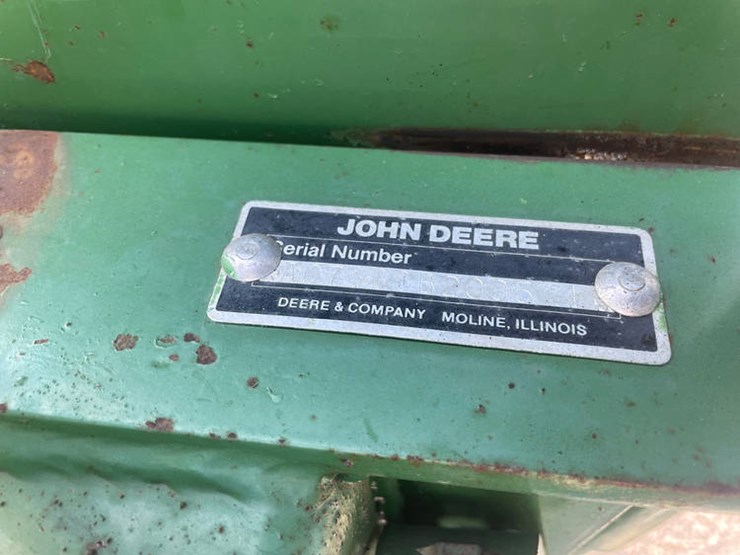 JOHN DEERE
Serial Number
DEERE & COMPANY MOLINE, ILLINOIS